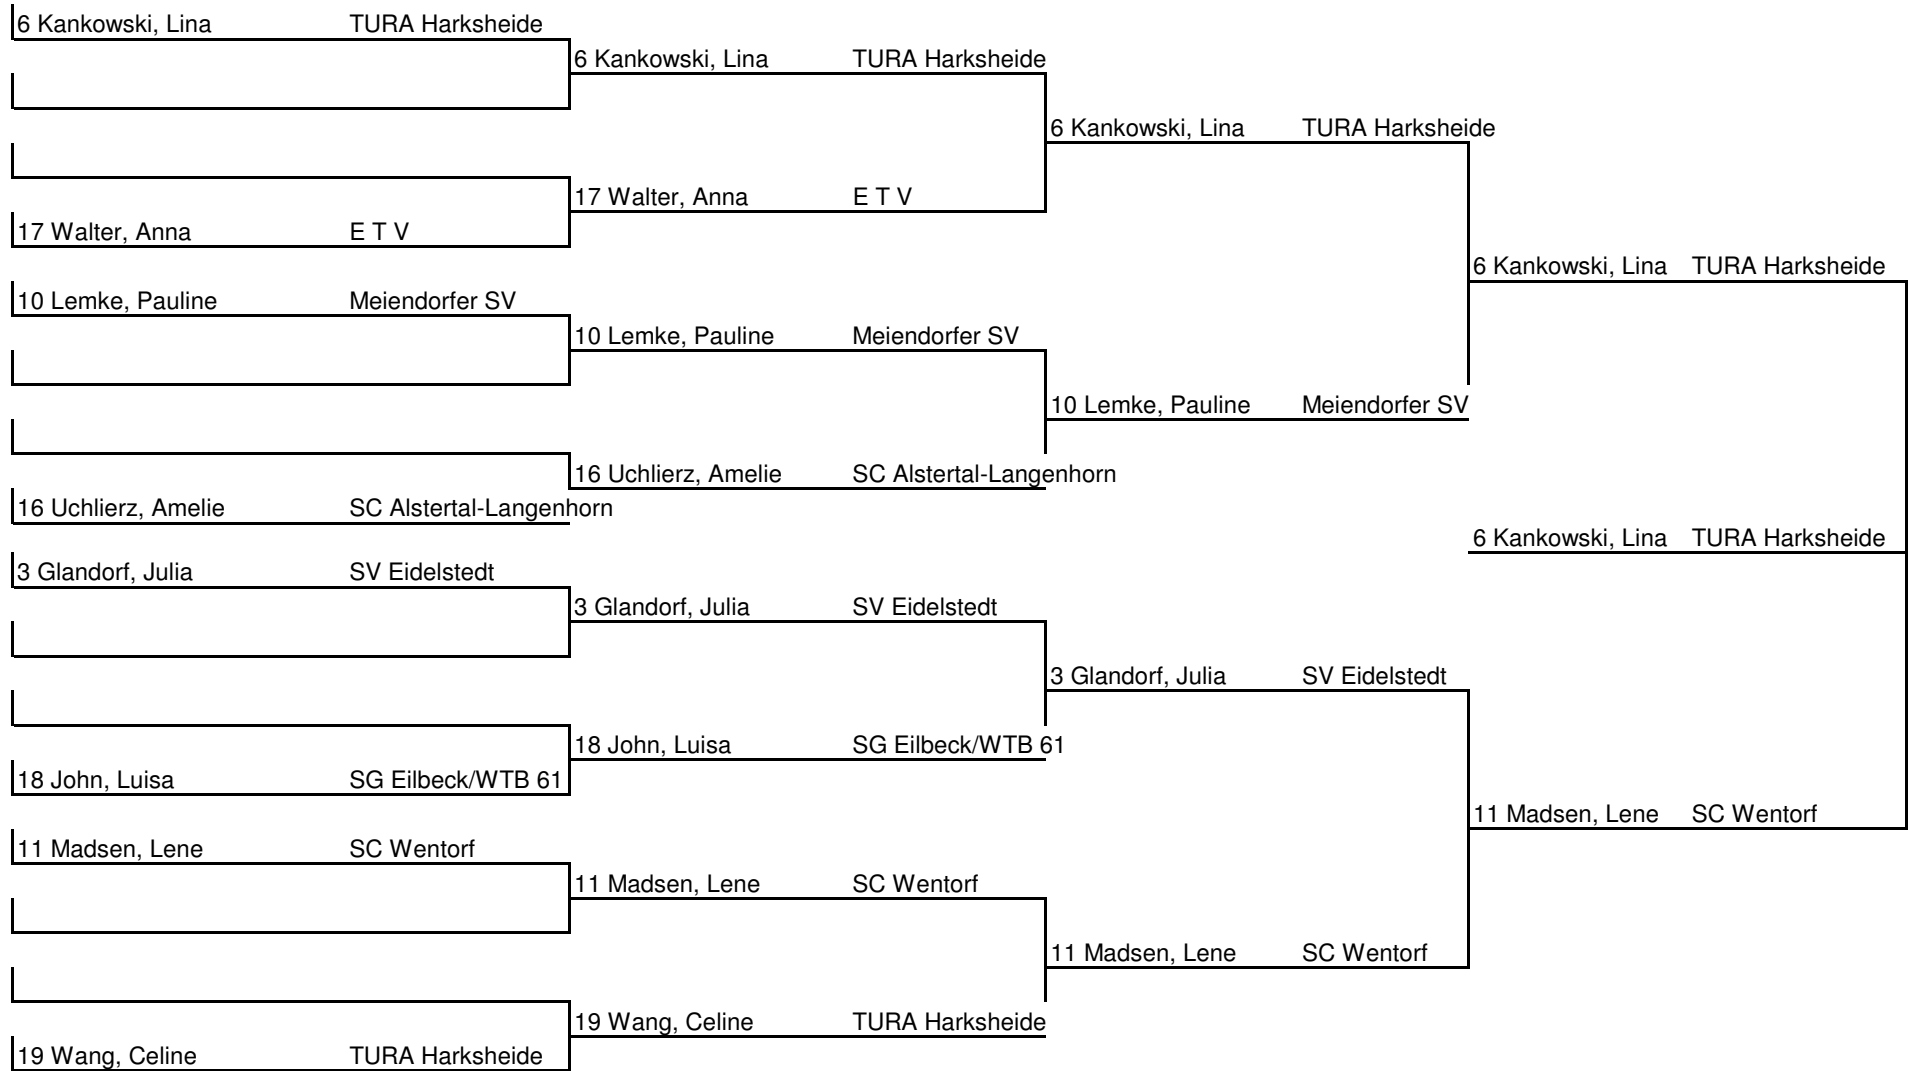 6 Kankowski, Lina TURA Harksheide
6 Kankowski, Lina TURA Harksheide
6 Kankowski, Lina TURA Harksheide
17 Walter, Anna E T V
17 Walter, Anna E T V
6 Kankowski, Lina TURA Harksheide
10 Lemke, Pauline Meiendorfer SV
10 Lemke, Pauline Meiendorfer SV
10 Lemke, Pauline Meiendorfer SV
16 Uchlierz, Amelie SC Alstertal-Langenhorn
16 Uchlierz, Amelie SC Alstertal-Langenhorn
6 Kankowski, Lina TURA Harksheide
3 Glandorf, Julia SV Eidelstedt
3 Glandorf, Julia SV Eidelstedt
3 Glandorf, Julia SV Eidelstedt
18 John, Luisa SG Eilbeck/WTB 61
18 John, Luisa SG Eilbeck/WTB 61
11 Madsen, Lene SC Wentorf
11 Madsen, Lene SC Wentorf
11 Madsen, Lene SC Wentorf
11 Madsen, Lene SC Wentorf
19 Wang, Celine TURA Harksheide
19 Wang, Celine TURA Harksheide